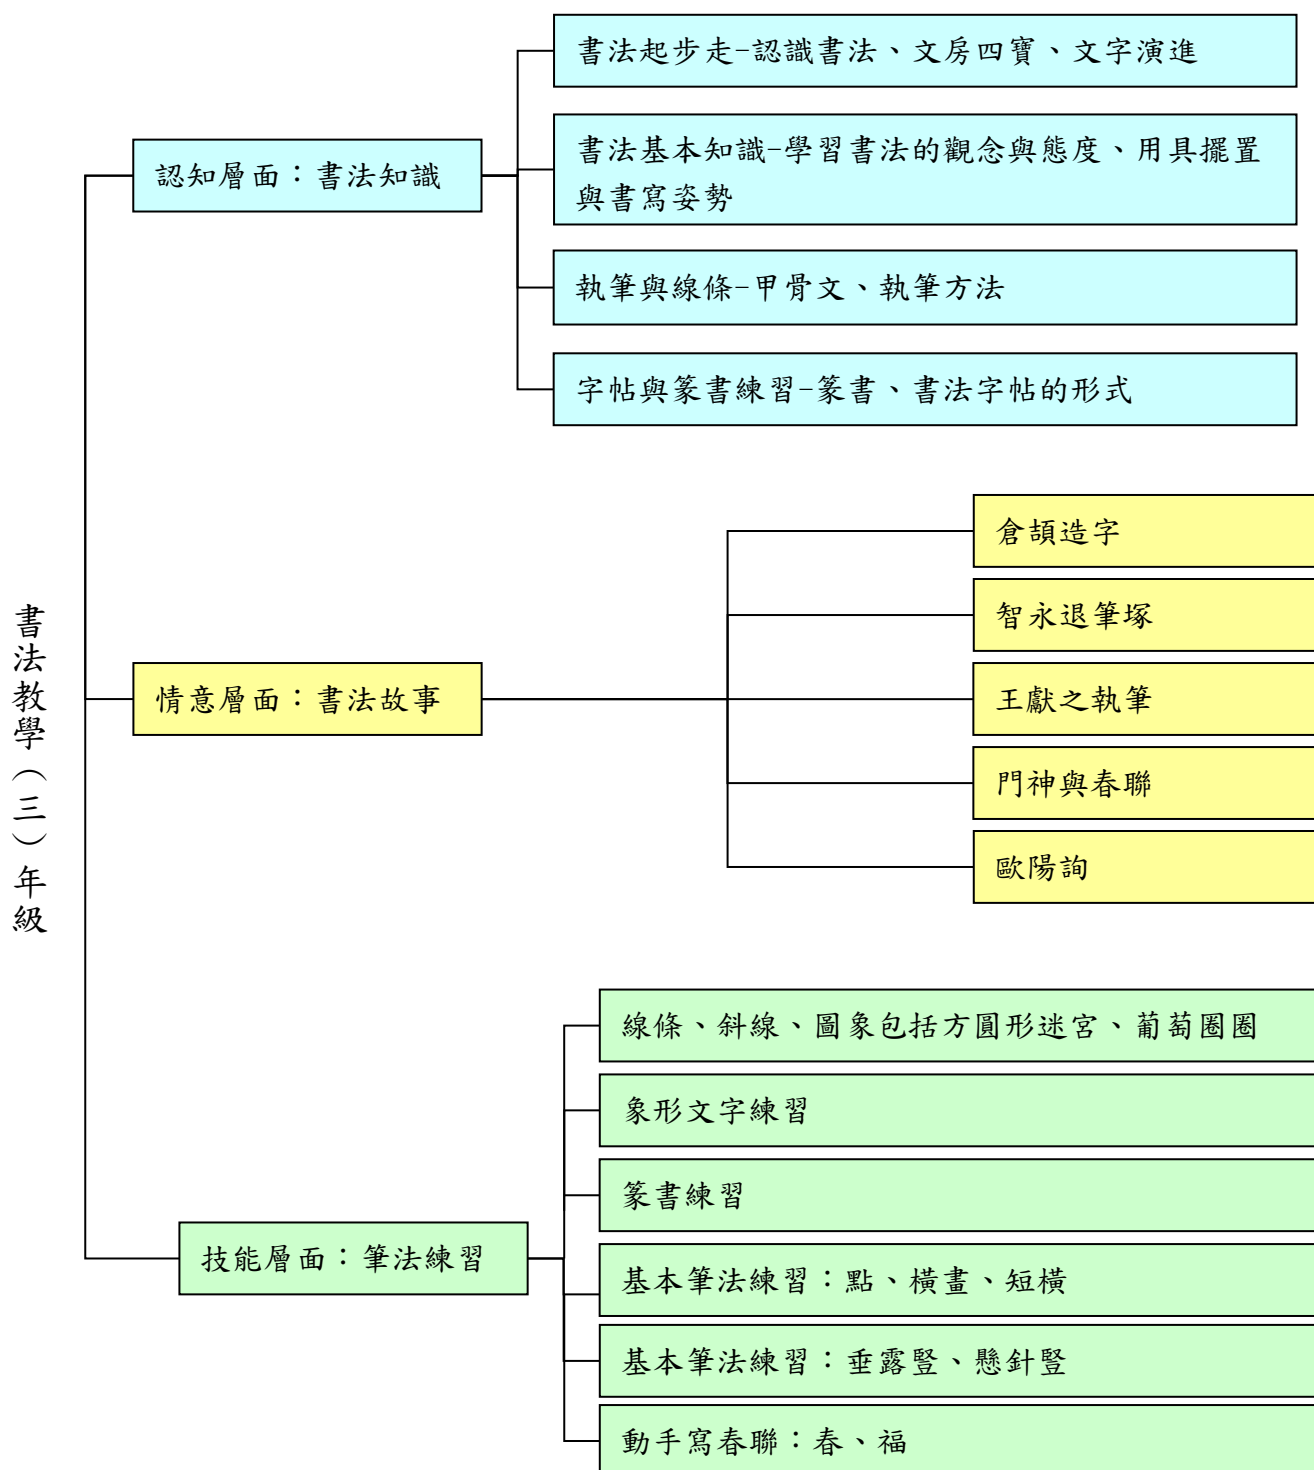 書法教學（三）年級
認知層面：書法知識
書法起步走-認識書法、文房四寶、文字演進
書法基本知識-學習書法的觀念與態度、用具擺置
與書寫姿勢
執筆與線條-甲骨文、執筆方法
字帖與篆書練習-篆書、書法字帖的形式
情意層面：書法故事
倉頡造字
智永退筆塚
王獻之執筆
門神與春聯
歐陽詢
技能層面：筆法練習
線條、斜線、圖象包括方圓形迷宮、葡萄圈圈
象形文字練習
篆書練習
基本筆法練習：點、橫畫、短橫
基本筆法練習：垂露豎、懸針豎
動手寫春聯：春、福